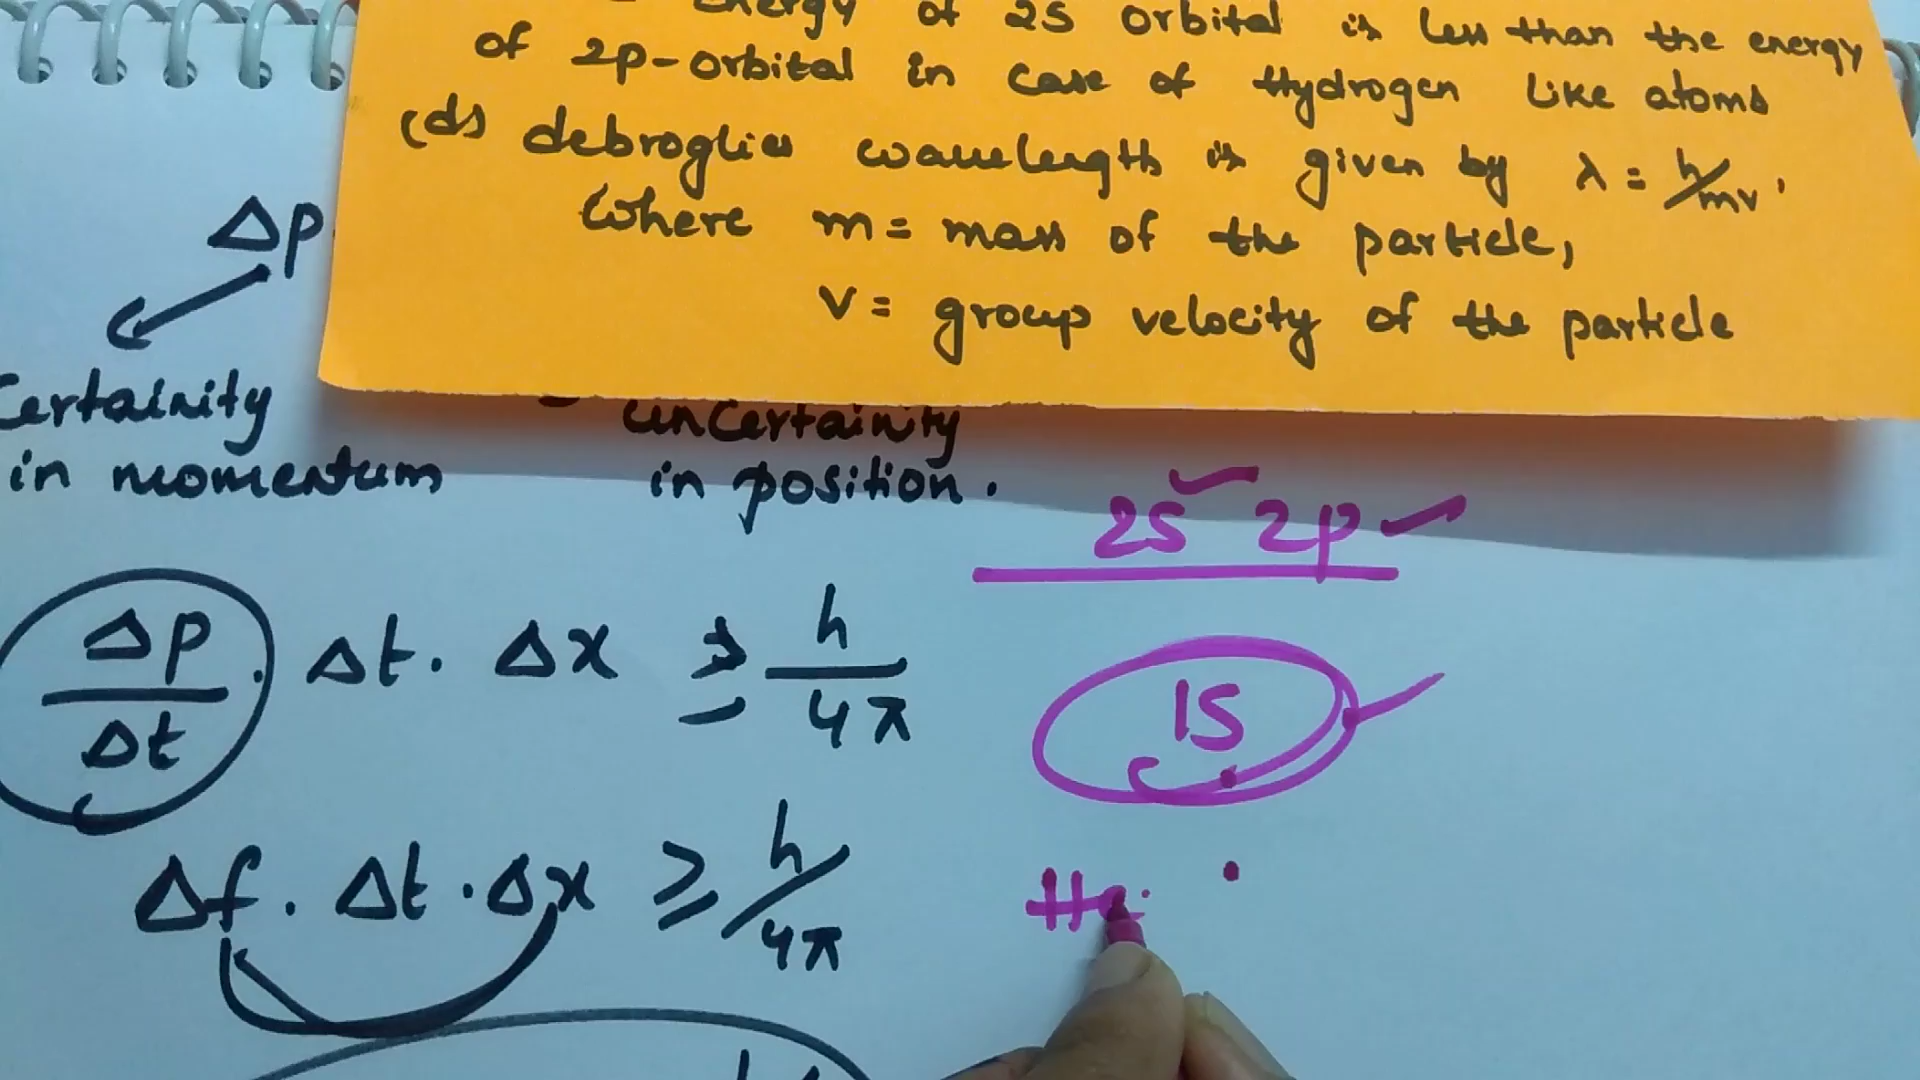 energy of 2s orbital is less than the energy
of 2p-orbital in case of Hydrogen like atoms
(d) debroglies wavelength is given by λ = h/mv,
where m = mass of the particle,
v = group velocity of the particle
Δp
certainity
in momentum
uncertainity
in position.
2s 2p
Δp/Δt . Δt. Δx ≥ h/4π
1s
Δf. Δt .Δx ≥ h/4π